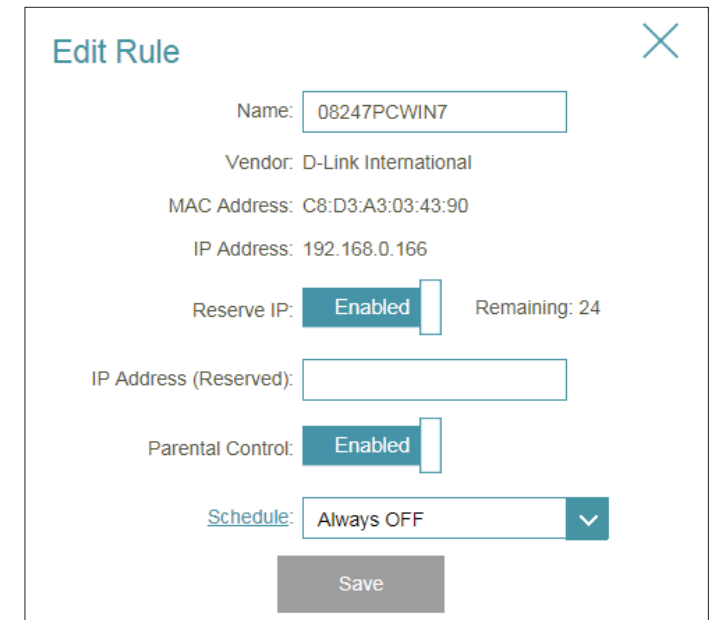 Edit Rule
Name: 08247PCWIN7
Vendor: D-Link International
MAC Address: C8:D3:A3:03:43:90
IP Address: 192.168.0.166
Reserve IP: Enabled Remaining: 24
IP Address (Reserved):
Parental Control: Enabled
Schedule: Always OFF
Save